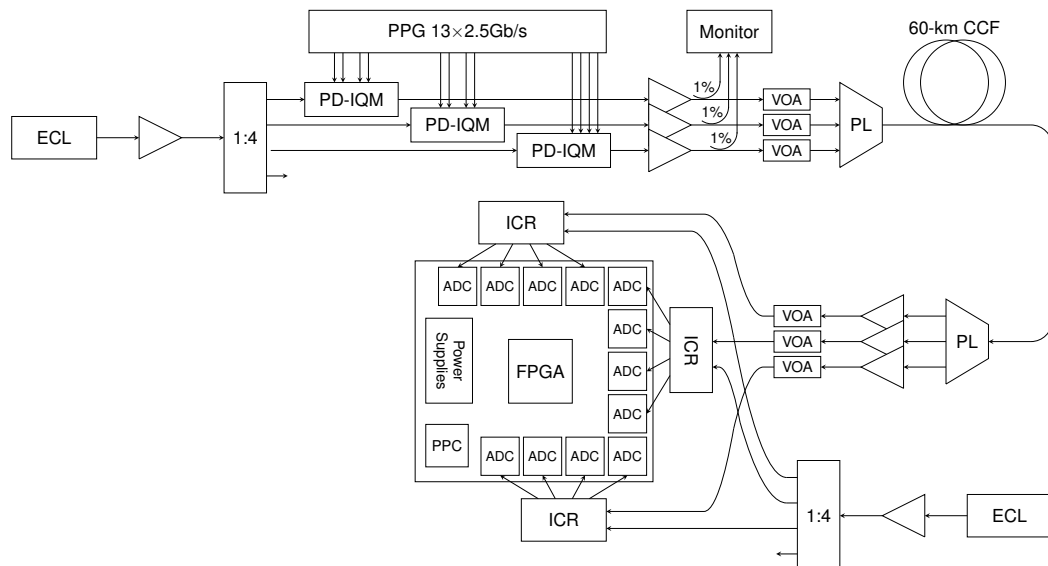 PPG 13×2.5Gb/s
Monitor
60-km CCF
ECL
1:4
PD-IQM
PD-IQM
PD-IQM
1%
1%
1%
VOA
VOA
VOA
PL
ICR
ADC
ADC
ADC
ADC
ADC
ADC
ADC
ADC
Power
Supplies
FPGA
PPC
ICR
VOA
VOA
VOA
PL
ADC
ADC
ADC
ADC
ICR
1:4
ECL